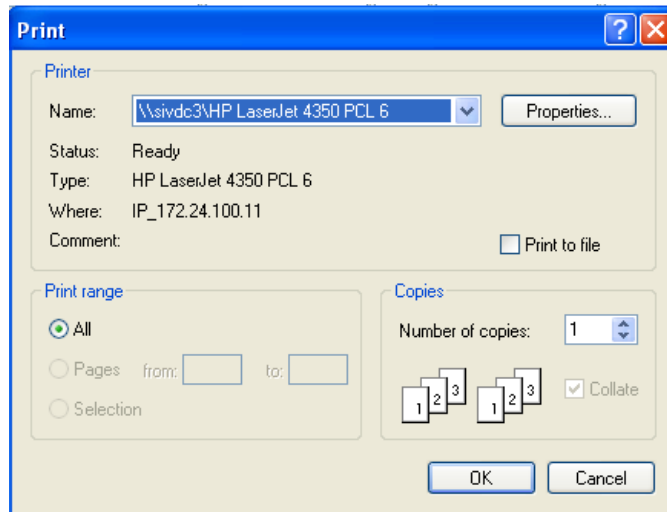 Print
Printer
Name: \\sivdc3\HP LaserJet 4350 PCL 6 Properties...
Status: Ready
Type: HP LaserJet 4350 PCL 6
Where: IP_172.24.100.11
Comment: Print to file
Print range
All
Pages from: to:
Selection
Copies
Number of copies: 1
1 2 3 1 2 3 Collate
OK Cancel